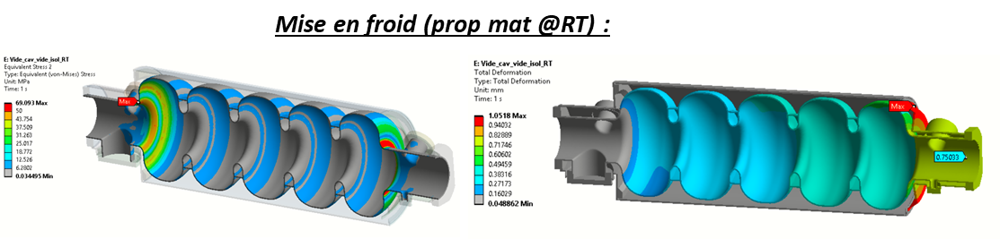 Mise en froid (prop mat @RT) :
E: Vide_cav_vide_isol_RT
Equivalent Stress 2
Type: Equivalent (von-Mises) Stress
Unit: MPa
Time: 1 s
69.093 Max
50
43.754
37.509
31.263
25.017
18.772
12.526
6.2802
0.034495 Min
Max
E: Vide_cav_vide_isol_RT
Total Deformation
Type: Total Deformation
Unit: mm
Time: 1 s
1.0518 Max
0.94032
0.82889
0.71746
0.60602
0.49459
0.38316
0.27173
0.16029
0.048862 Min
Max
0.75033